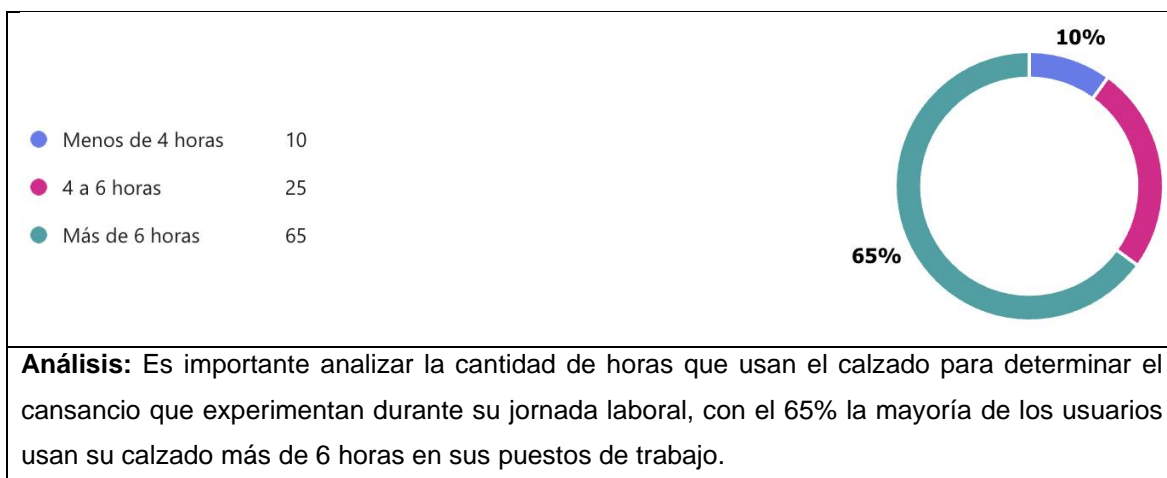 10%
Menos de 4 horas 10
4 a 6 horas 25
Más de 6 horas 65
65%
Análisis: Es importante analizar la cantidad de horas que usan el calzado para determinar el
cansancio que experimentan durante su jornada laboral, con el 65% la mayoría de los usuarios
usan su calzado más de 6 horas en sus puestos de trabajo.